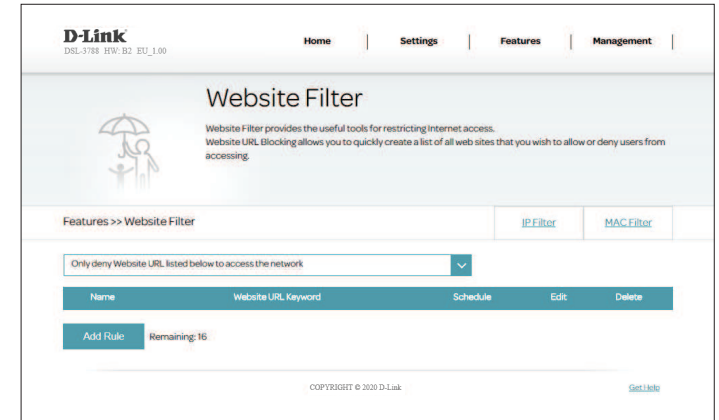 D-Link
DSL-3788 HW: B2 EU_1.00
Home Settings Features Management
Website Filter
Website Filter provides the useful tools for restricting Internet access.
Website URL Blocking allows you to quickly create a list of all web sites that you wish to allow or deny users from
accessing.
Features >> Website Filter
IP Filter MAC Filter
Only deny Website URL listed below to access the network
Name Website URL Keyword Schedule Edit Delete
Add Rule Remaining: 16
COPYRIGHT © 2020 D-Link Get Help